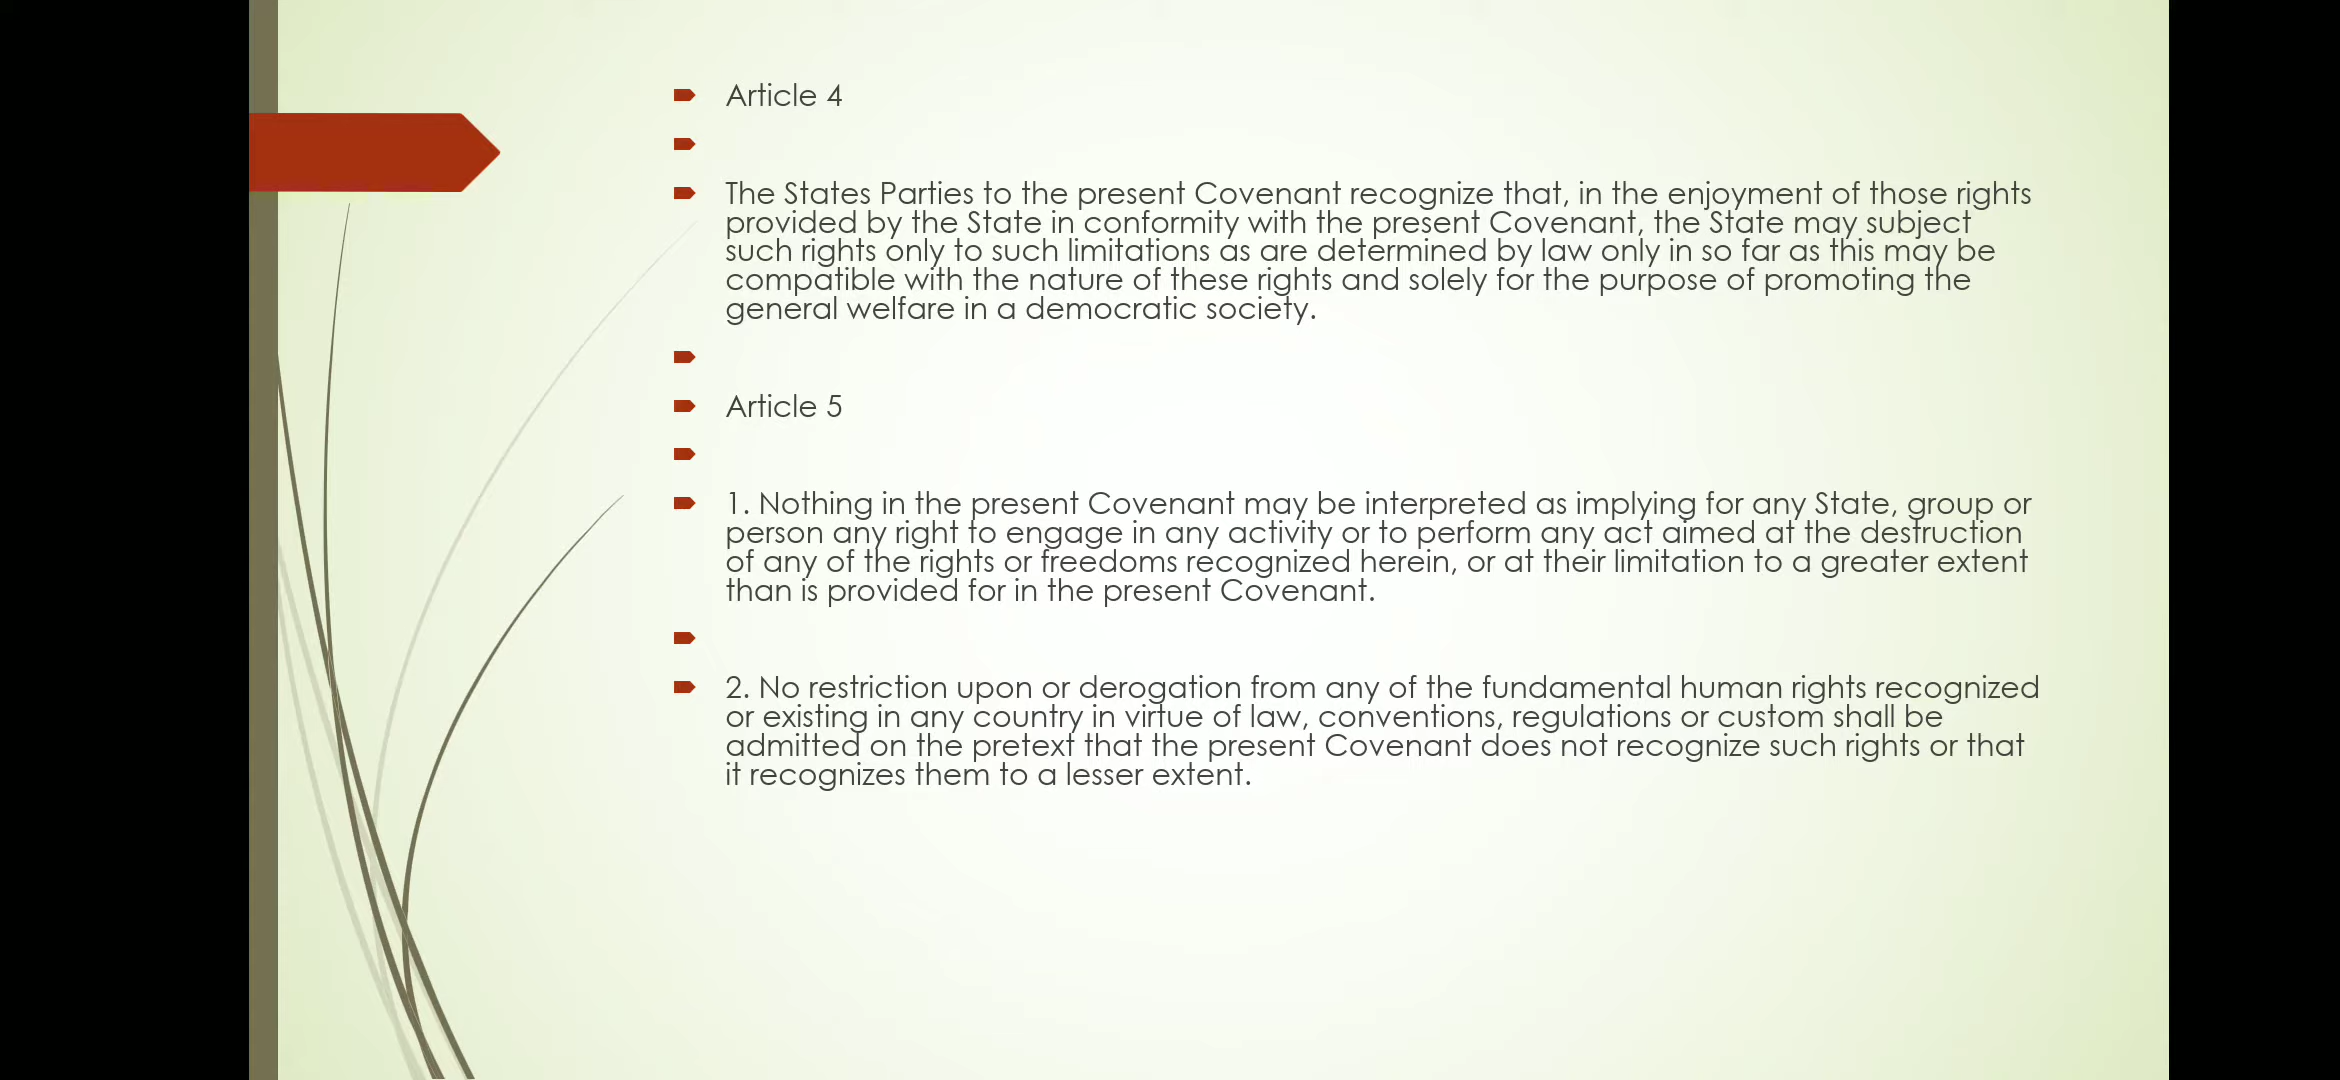 Article 4
The States Parties to the present Covenant recognize that, in the enjoyment of those rights
provided by the State in conformity with the present Covenant, the State may subject
such rights only to such limitations as are determined by law only in so far as this may be
compatible with the nature of these rights and solely for the purpose of promoting the
general welfare in a democratic society.
Article 5
1. Nothing in the present Covenant may be interpreted as implying for any State, group or
person any right to engage in any activity or to perform any act aimed at the destruction
of any of the rights or freedoms recognized herein, or at their limitation to a greater extent
than is provided for in the present Covenant.
2. No restriction upon or derogation from any of the fundamental human rights recognized
or existing in any country in virtue of law, conventions, regulations or custom shall be
admitted on the pretext that the present Covenant does not recognize such rights or that
it recognizes them to a lesser extent.